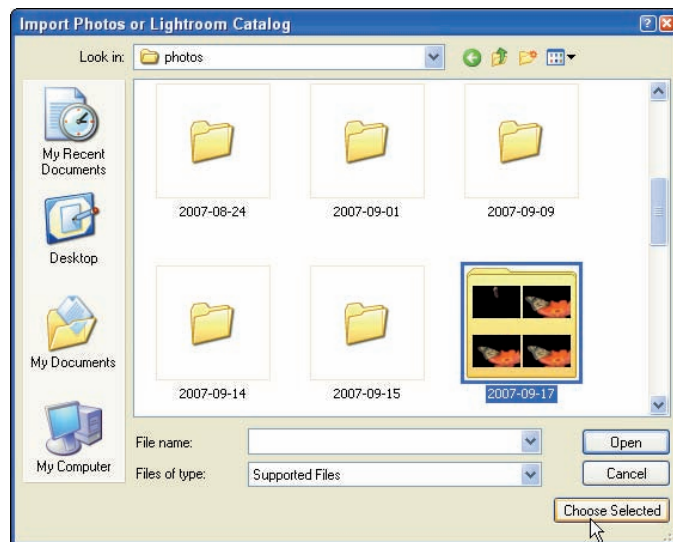 Import Photos or Lightroom Catalog
Look in: photos
My Recent
Documents
Desktop
My Documents
My Computer
2007-08-24 2007-09-01 2007-09-09
2007-09-14 2007-09-15 2007-09-17
File name: Open
Files of type: Supported Files Cancel
Choose Selected